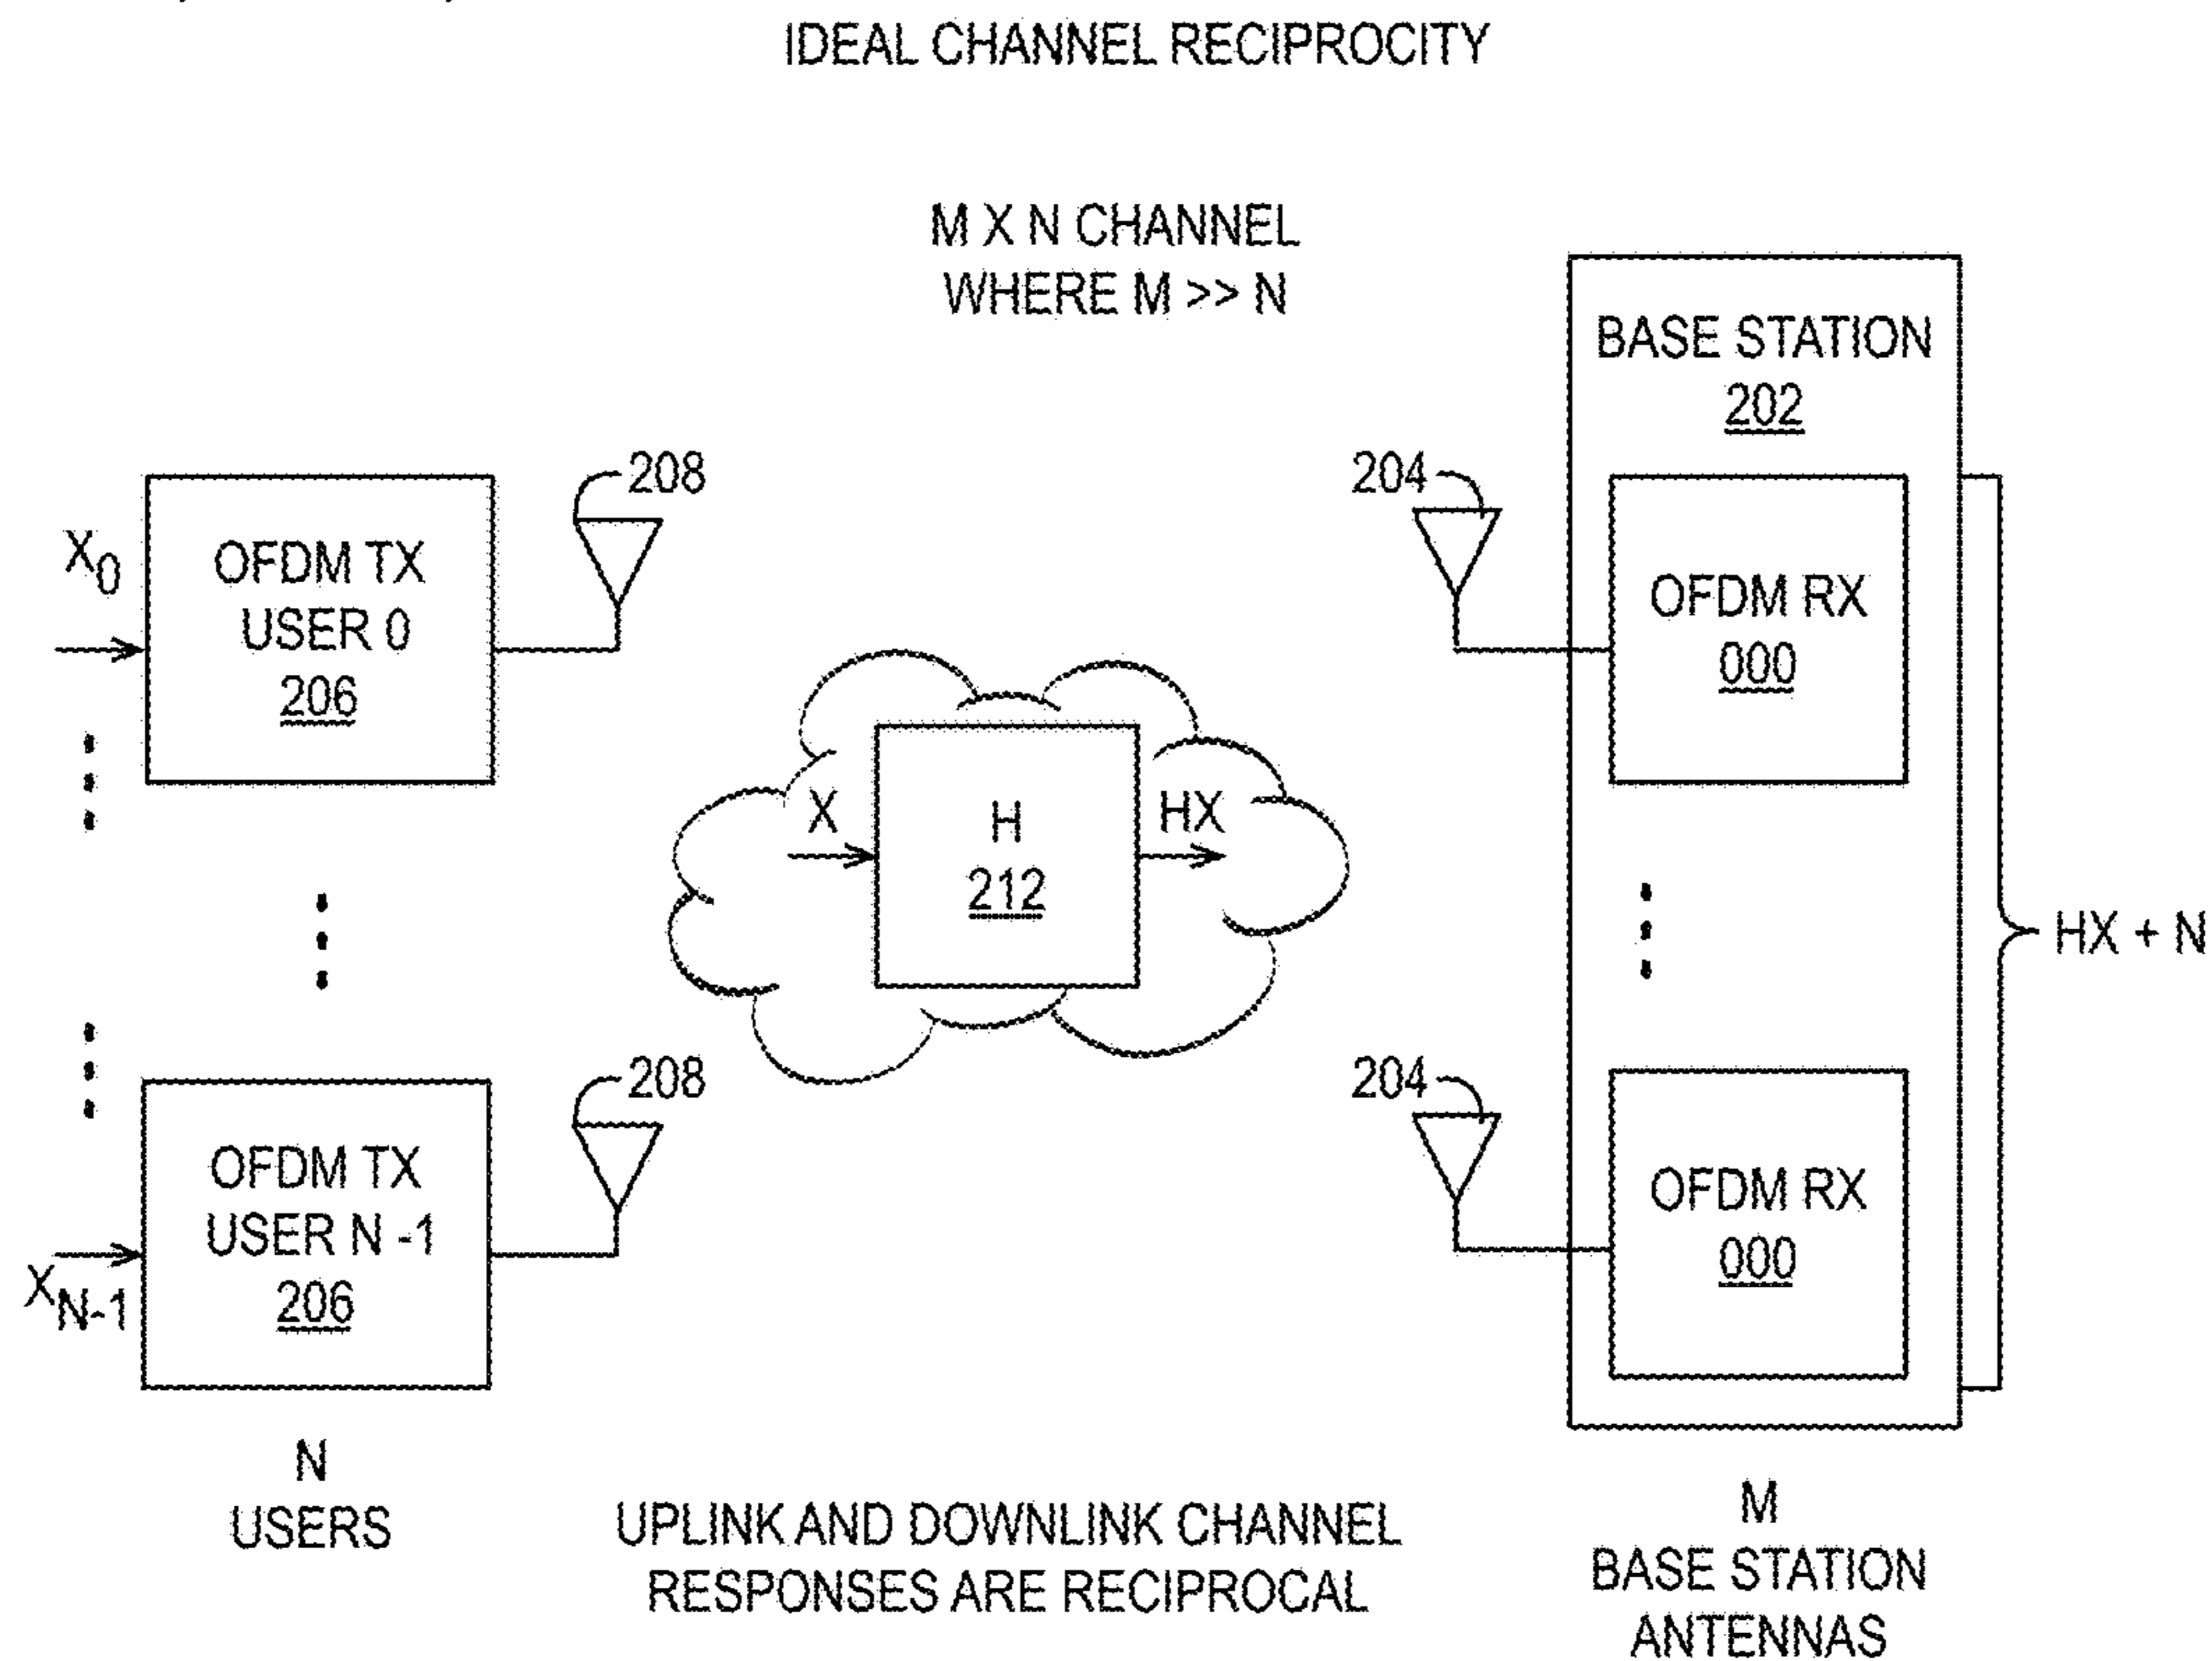 IDEAL CHANNEL RECIPROCITY
M X N CHANNEL
WHERE M >> N
BASE STATION
202
208
204
X0
OFDM TX
USER 0
206
OFDM RX
000
X
H
212
HX
HX + N
208
204
OFDM TX
USER N -1
206
XN-1
OFDM RX
000
N
USERS
UPLINK AND DOWNLINK CHANNEL
RESPONSES ARE RECIPROCAL
M
BASE STATION
ANTENNAS